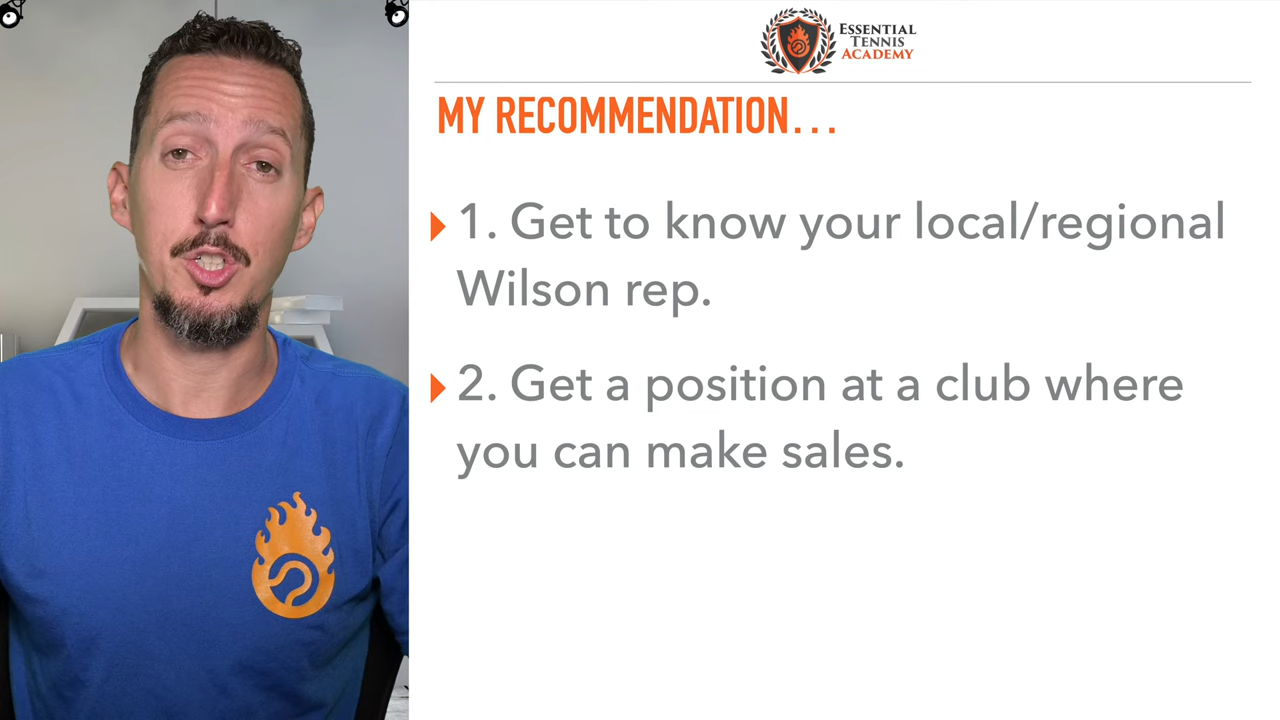 ESSENTIAL
TENNIS
ACADEMY
MY RECOMMENDATION...
1. Get to know your local/regional
Wilson rep.
2. Get a position at a club where
you can make sales.